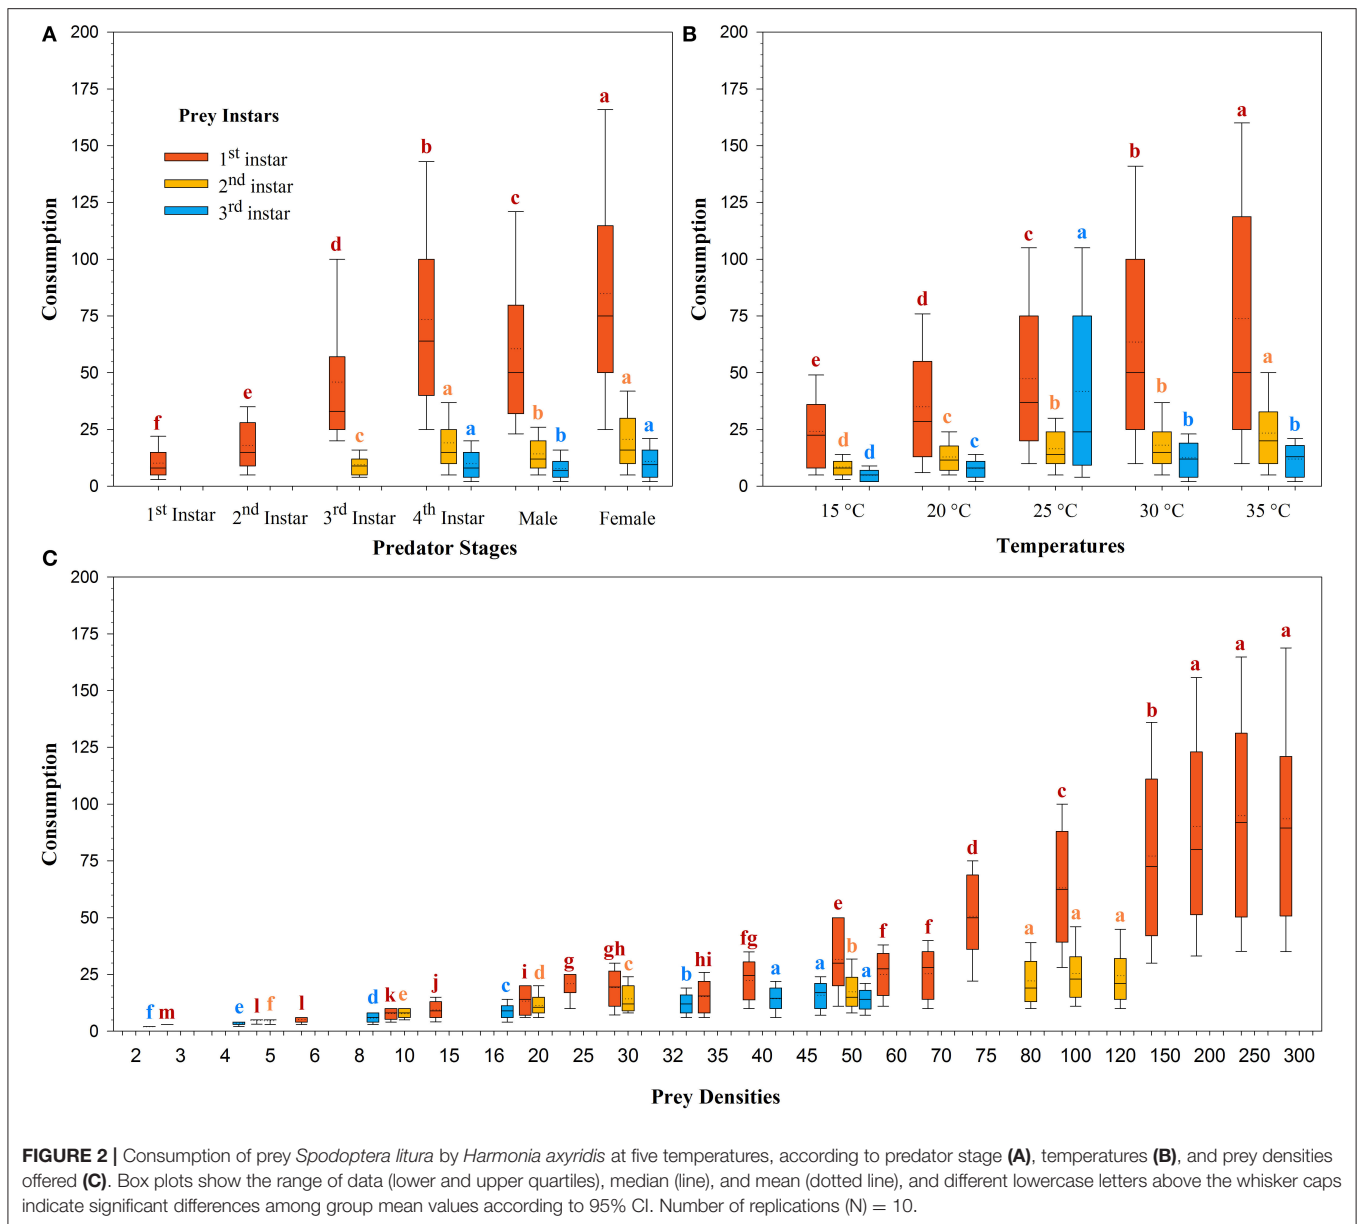 A
B
200
175
150
125
100
75
50
25
0
Consumption
Prey Instars
1st instar
2nd instar
3rd instar
f
e
d
c
b
a
a
c
b
a
b
a
1st Instar
2nd Instar
3rd Instar
4th Instar
Male
Female
Predator Stages
200
175
150
125
100
75
50
25
0
Consumption
e
d
d
d
c
c
c
b
a
b
b
b
a
a
b
15 °C
20 °C
25 °C
30 °C
35 °C
Temperatures
C
200
175
150
125
100
75
50
25
0
Consumption
f m e l f l d k e j c i d g gh c b hi fg a a e b a f f d a c a a b a a a
2 3 4 5 6 8 10 15 16 20 25 30 32 35 40 45 50 60 70 75 80 100 120 150 200 250 300
Prey Densities
FIGURE 2 | Consumption of prey Spodoptera litura by Harmonia axyridis at five temperatures, according to predator stage (A), temperatures (B), and prey densities
offered (C). Box plots show the range of data (lower and upper quartiles), median (line), and mean (dotted line), and different lowercase letters above the whisker caps
indicate significant differences among group mean values according to 95% CI. Number of replications (N) = 10.